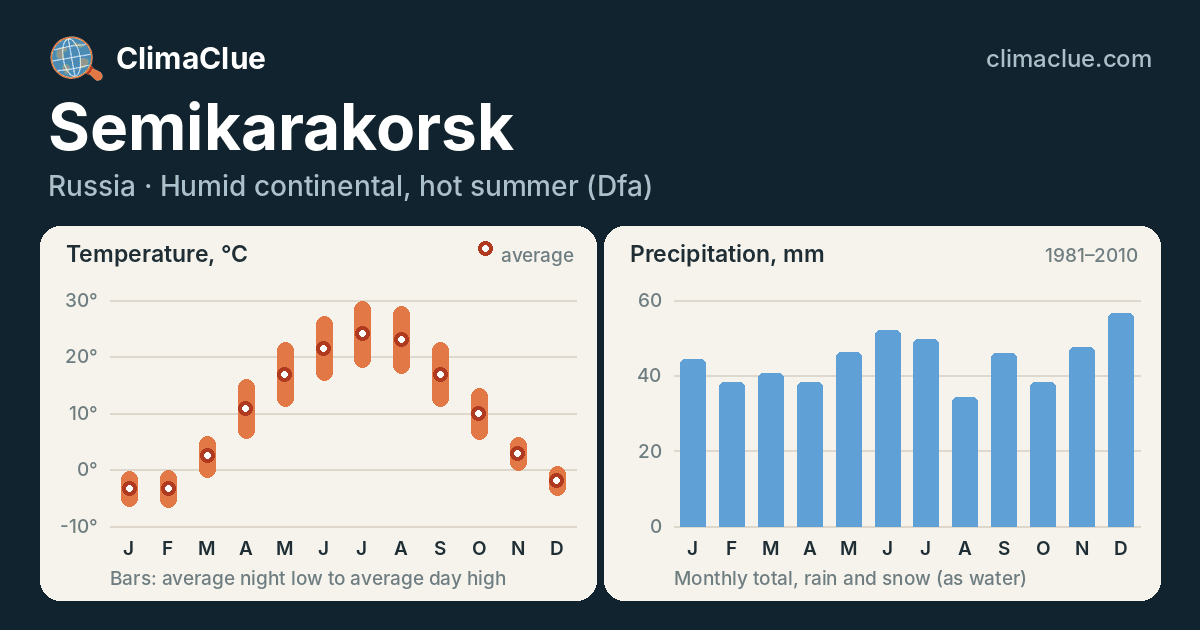 ClimaClue
climaclue.com
Semikarakorsk
Russia · Humid continental, hot summer (Dfa)
Temperature, °C
average
30°
20°
10°
0°
-10°
J F M A M J J A S O N D
Bars: average night low to average day high
Precipitation, mm
1981–2010
60
40
20
0
J F M A M J J A S O N D
Monthly total, rain and snow (as water)